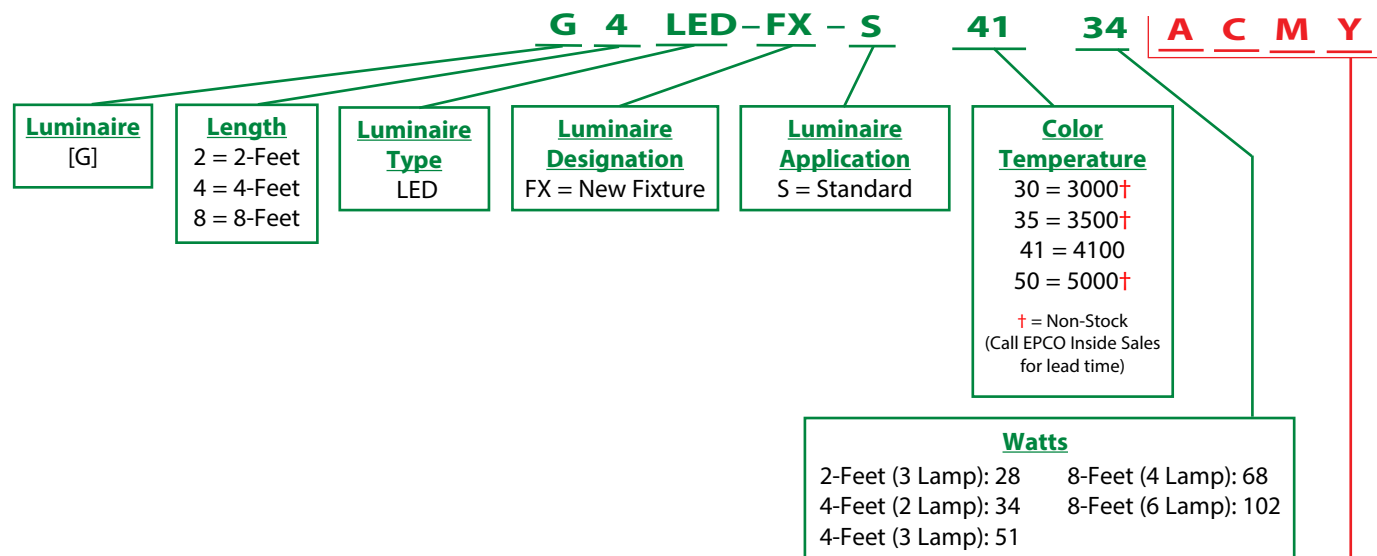 G 4 LED – FX – S 41 34 A C M Y
Luminaire
[G]
Length
2 = 2-Feet
4 = 4-Feet
8 = 8-Feet
Luminaire
Type
LED
Luminaire
Designation
FX = New Fixture
Luminaire
Application
S = Standard
Color
Temperature
30 = 3000†
35 = 3500†
41 = 4100
50 = 5000†
† = Non-Stock
(Call EPCO Inside Sales
for lead time)
Watts
2-Feet (3 Lamp): 28
4-Feet (2 Lamp): 34
4-Feet (3 Lamp): 51
8-Feet (4 Lamp): 68
8-Feet (6 Lamp): 102